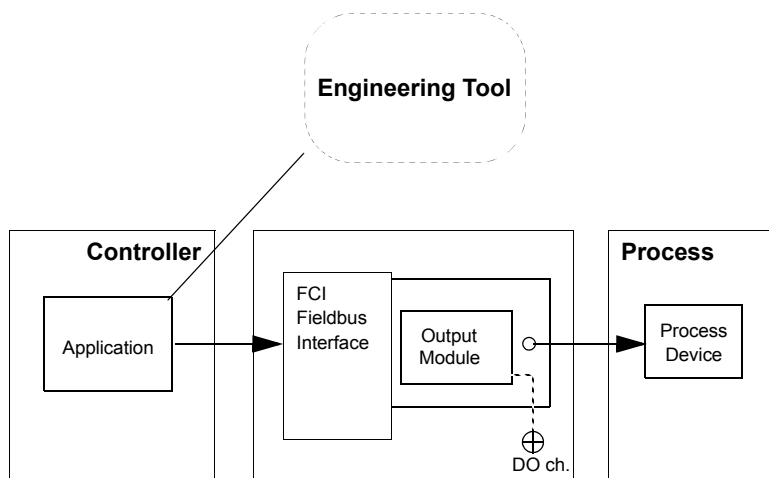 Engineering Tool
Controller
Process
FCI
Fieldbus
Interface
Application
Output
Module
Process
Device
DO ch.